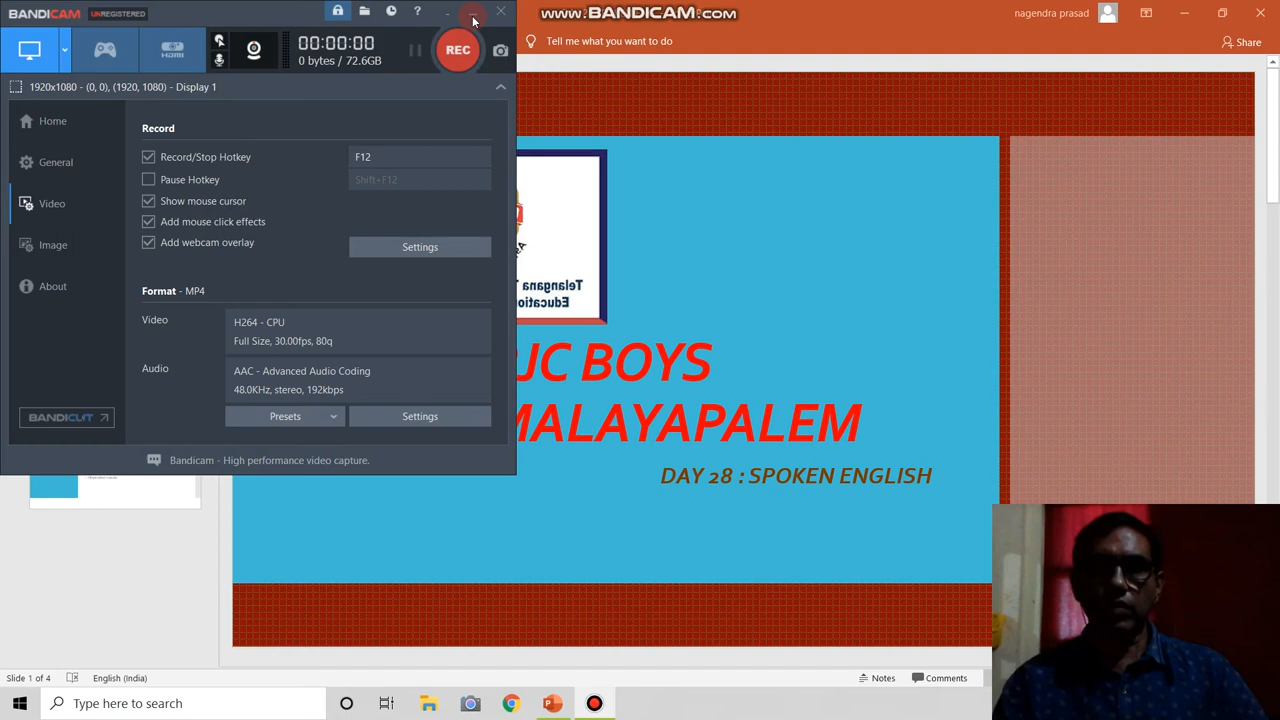 BANDICAM UNREGISTERED
www.BANDICAM.com
nagendra prasad
Tell me what you want to do
Share
HDMI
00:00:00
0 bytes / 72.6GB
REC
1920x1080 - (0, 0), (1920, 1080) - Display 1
Home
General
Video
Image
About
BANDICUT
Record
Record/Stop Hotkey
F12
Pause Hotkey
Shift+F12
Show mouse cursor
Add mouse click effects
Add webcam overlay
Settings
Format - MP4
Video
H264 - CPU
Full Size, 30.00fps, 80q
Audio
AAC - Advanced Audio Coding
48.0KHz, stereo, 192kbps
Presets
Settings
Bandicam - High performance video capture.
Telangana
Education
JC BOYS
MALAYAPALEM
DAY 28 : SPOKEN ENGLISH
Slide 1 of 4
English (India)
Notes
Comments
Type here to search